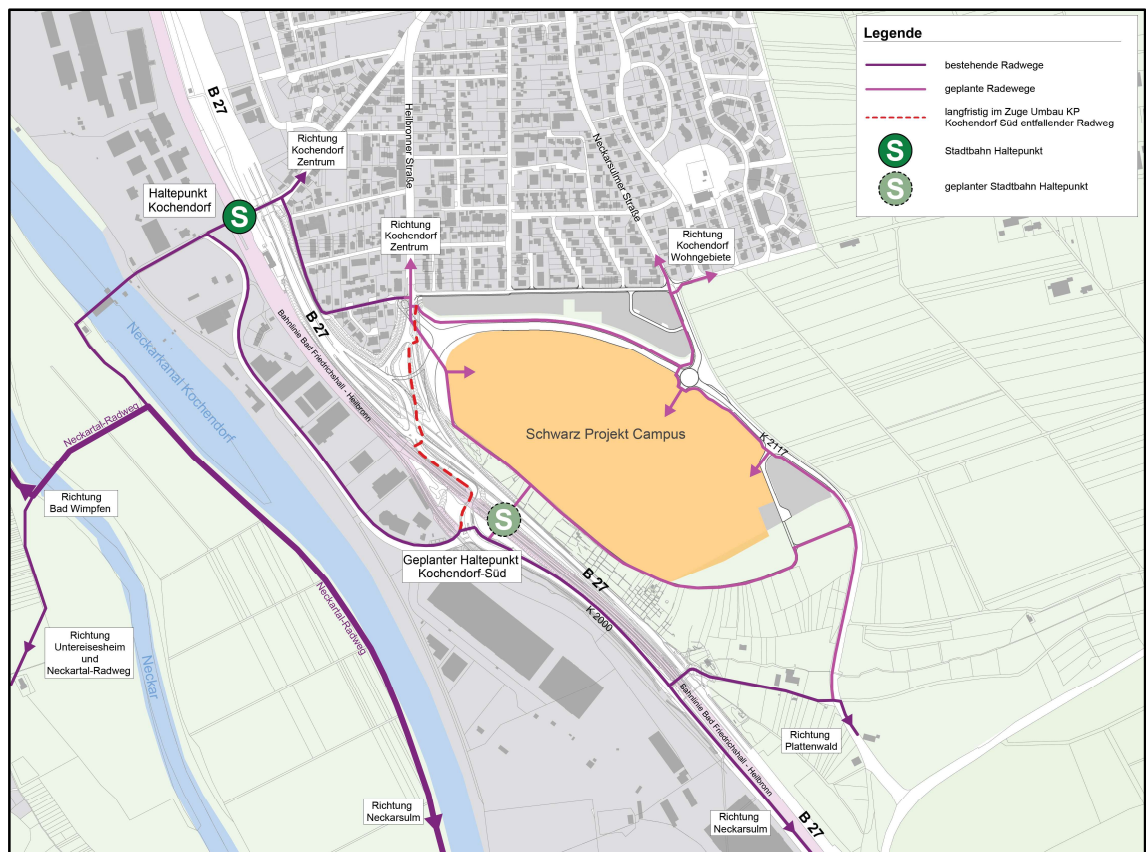 Legende
bestehende Radwege
geplante Radewege
langfristig im Zuge Umbau KP
Kochendorf Süd entfallender Radweg
S
Stadtbahn Haltepunkt
S
geplanter Stadtbahn Haltepunkt
B 27
Heilbronner Straße
Neckarsulmer Straße
Richtung
Kochendorf
Zentrum
Haltepunkt
Kochendorf
S
Richtung
Kochendorf
Zentrum
Richtung
Kochendorf
Wohngebiete
B 27
Bahnlinie Bad Friedrichshall - Heilbronn
Neckarkanal Kochendorf
Neckartal-Radweg
Schwarz Projekt Campus
K 2117
Richtung
Bad Wimpfen
S
Geplanter Haltepunkt
Kochendorf-Süd
B 27
K 2000
Neckartal-Radweg
Richtung
Untereisesheim
und
Neckartal-Radweg
Neckar
Bahnlinie Bad Friedrichshall - Heilbronn
Richtung
Plattenwald
Richtung
Neckarsulm
Richtung
Neckarsulm
B 27